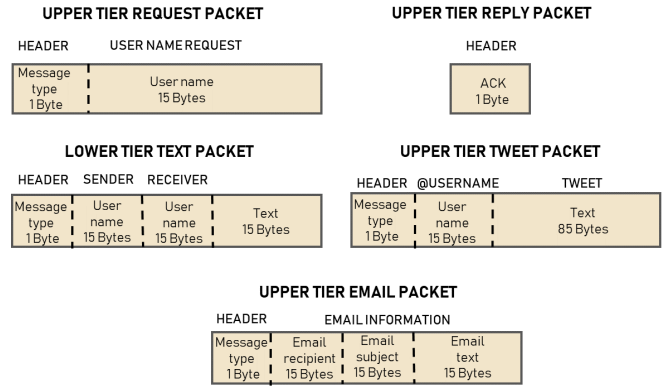 UPPER TIER REQUEST PACKET
HEADER USER NAME REQUEST
Message
type
1 Byte
User name
15 Bytes
UPPER TIER REPLY PACKET
HEADER
ACK
1 Byte
LOWER TIER TEXT PACKET
HEADER SENDER RECEIVER
Message
type
1 Byte
User
name
15 Bytes
User
name
15 Bytes
Text
15 Bytes
UPPER TIER TWEET PACKET
HEADER @USERNAME TWEET
Message
type
1 Byte
User
name
15 Bytes
Text
85 Bytes
UPPER TIER EMAIL PACKET
HEADER EMAIL INFORMATION
Message
type
1 Byte
Email
recipient
15 Bytes
Email
subject
15 Bytes
Email
text
15 Bytes